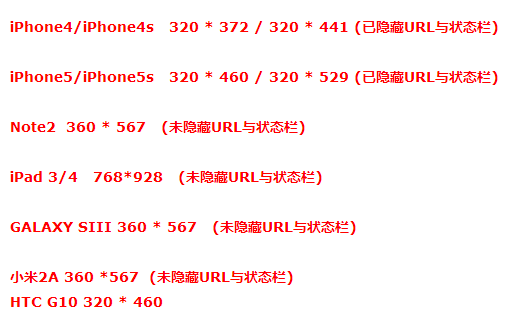 iPhone4/iPhone4s 320 * 372 / 320 * 441 (已隐藏URL与状态栏)
iPhone5/iPhone5s 320 * 460 / 320 * 529 (已隐藏URL与状态栏)
Note2 360 * 567 (未隐藏URL与状态栏)
iPad 3/4 768*928 (未隐藏URL与状态栏)
GALAXY SIII 360 * 567 (未隐藏URL与状态栏)
小米2A 360 *567 (未隐藏URL与状态栏)
HTC G10 320 * 460